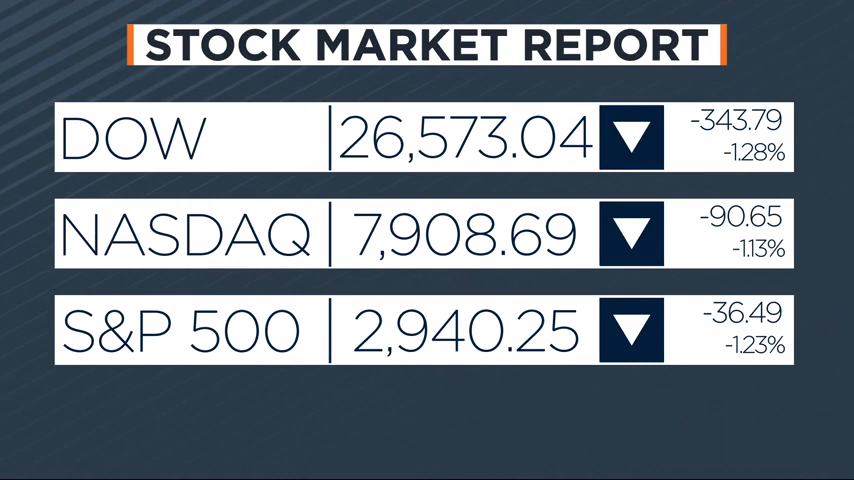 STOCK MARKET REPORT
DOW 26,573.04 -343.79
-1.28%
NASDAQ 7,908.69 -90.65
-1.13%
S&P 500 2,940.25 -36.49
-1.23%